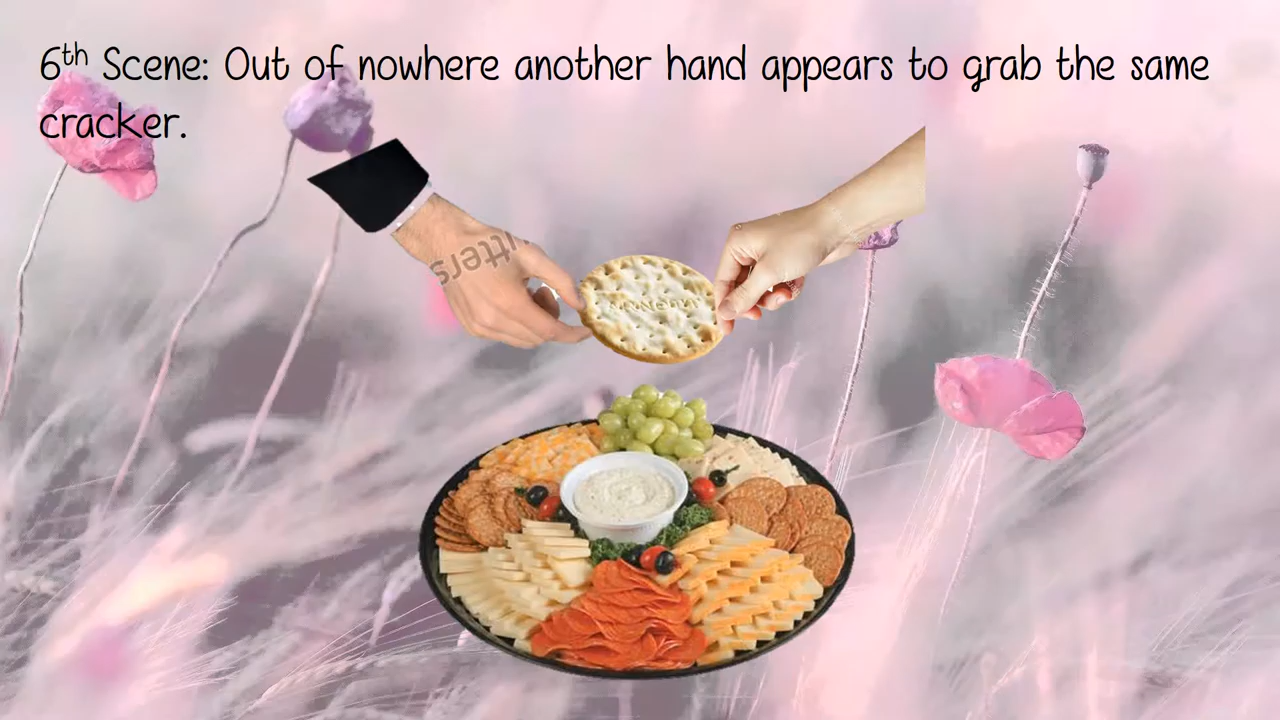 6th Scene: Out of nowhere another hand appears to grab the same
cracker.